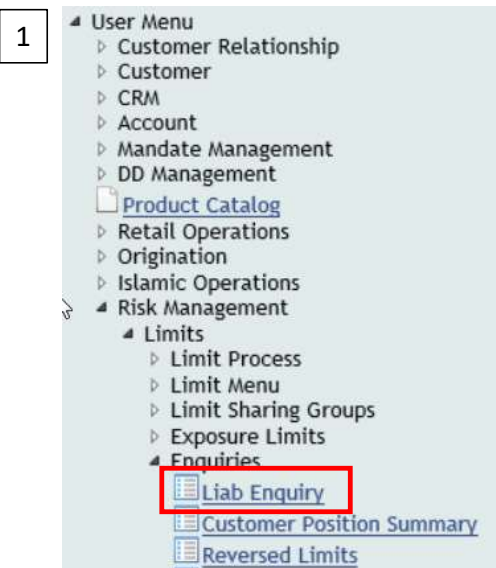 1
User Menu
Customer Relationship
Customer
CRM
Account
Mandate Management
DD Management
Product Catalog
Retail Operations
Origination
Islamic Operations
Risk Management
Limits
Limit Process
Limit Menu
Limit Sharing Groups
Exposure Limits
Enquiries
Liab Enquiry
Customer Position Summary
Reversed Limits